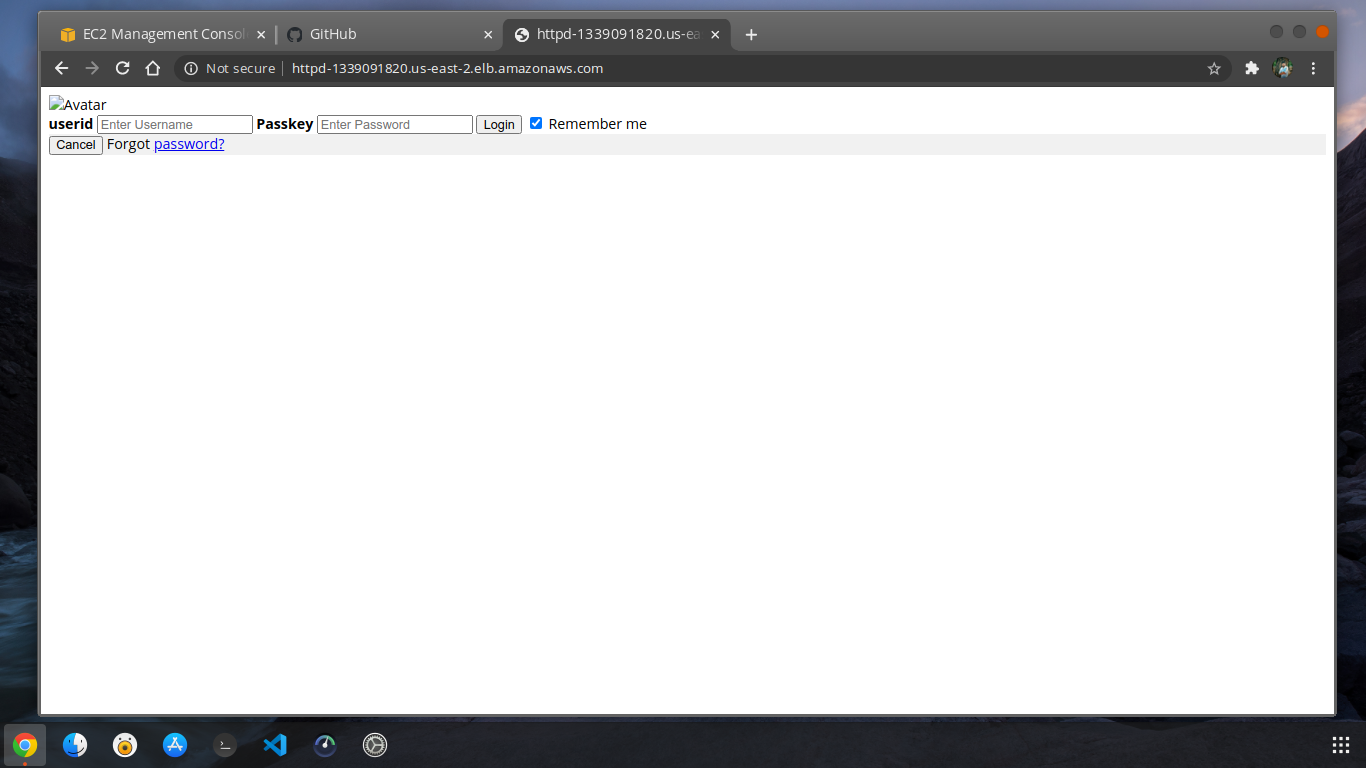 EC2 Management Consol
GitHub
httpd-1339091820.us-ea
Not secure
httpd-1339091820.us-east-2.elb.amazonaws.com
Avatar
userid Enter Username Passkey Enter Password Login Remember me
Cancel Forgot password?